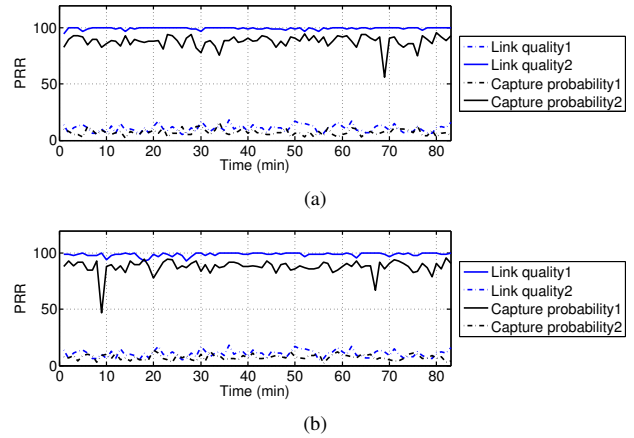 100
50
0
PRR
0 10 20 30 40 50 60 70 80
Time (min)
Link quality1
Link quality2
Capture probability1
Capture probability2
(a)
100
50
0
PRR
0 10 20 30 40 50 60 70 80
Time (min)
Link quality1
Link quality2
Capture probability1
Capture probability2
(b)